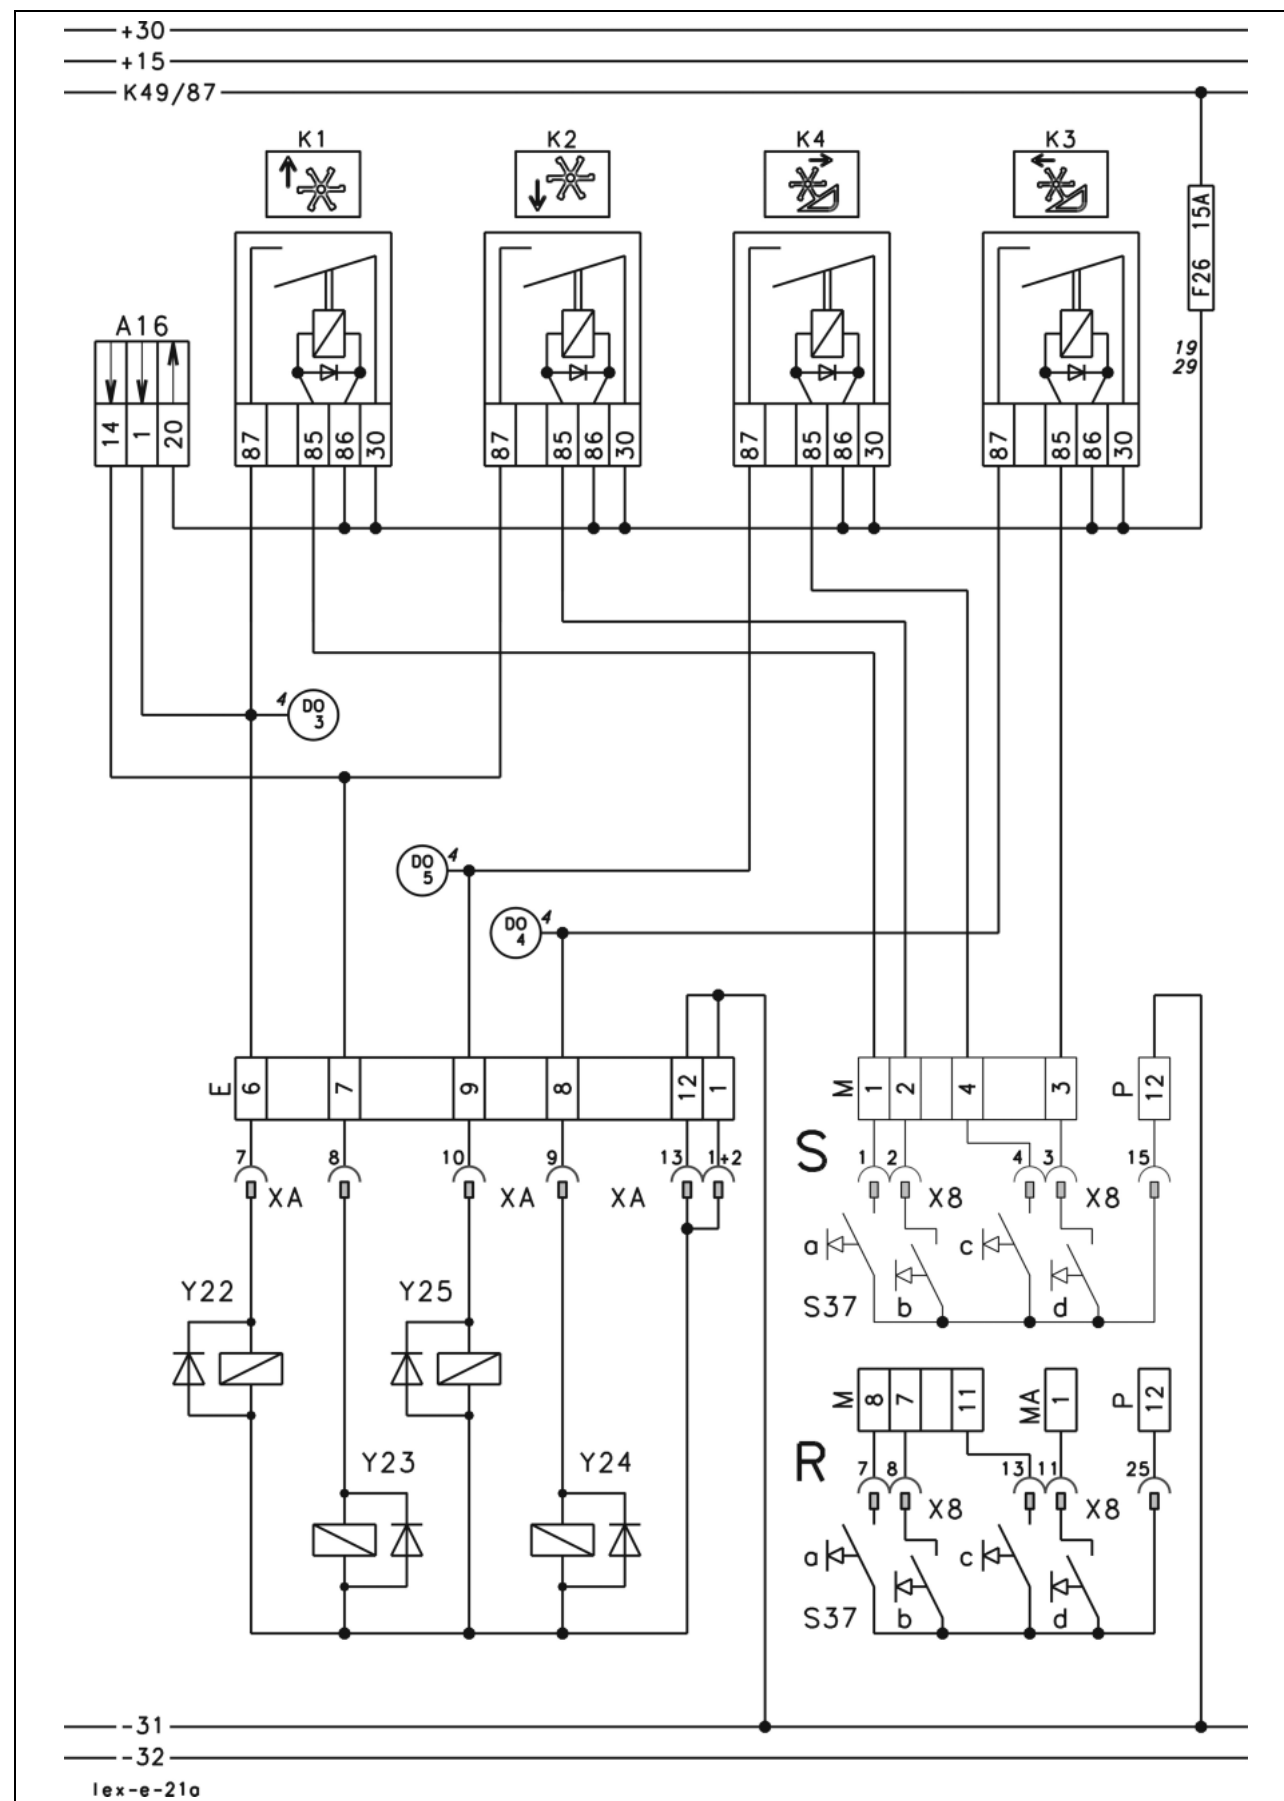 +30
+15
K49/87
K1 K2 K4 K3
F26 15A
A16
19
29
14 1 20 87 85 86 30 87 85 86 30 87 85 86 30 87 85 86 30
4 DO 3
DO 5 4
DO 4 4
E 6 7 9 8 12 1 M 1 2 4 3 P 12
7 8 10 9 13 1+2 S 1 2 4 3 15
XA XA XA X8 X8
a c
Y22 Y25 S37 b d
M 8 7 11 MA 1 P 12
Y23 Y24 R 7 8 13 11 25
X8 X8
a c
S37 b d
-31
-32
lex-e-21a